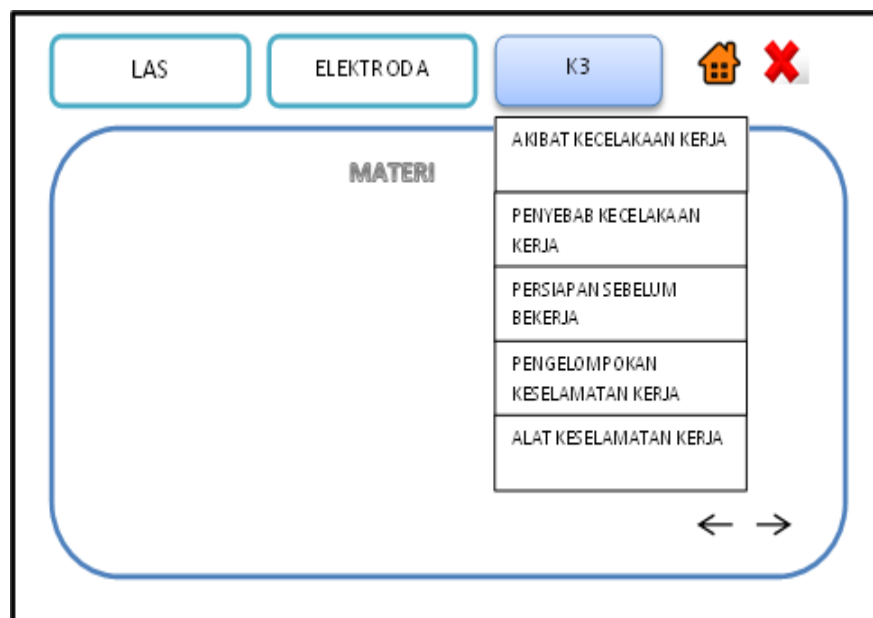 LAS
ELEKTRODA
K3
MATERI
AKIBAT KECELAKAAN KERJA
PENYEBAB KECELAKAAN
KERJA
PERSIAPAN SEBELUM
BEKERJA
PENGELOMPOKAN
KESELAMATAN KERJA
ALAT KESELAMATAN KERJA